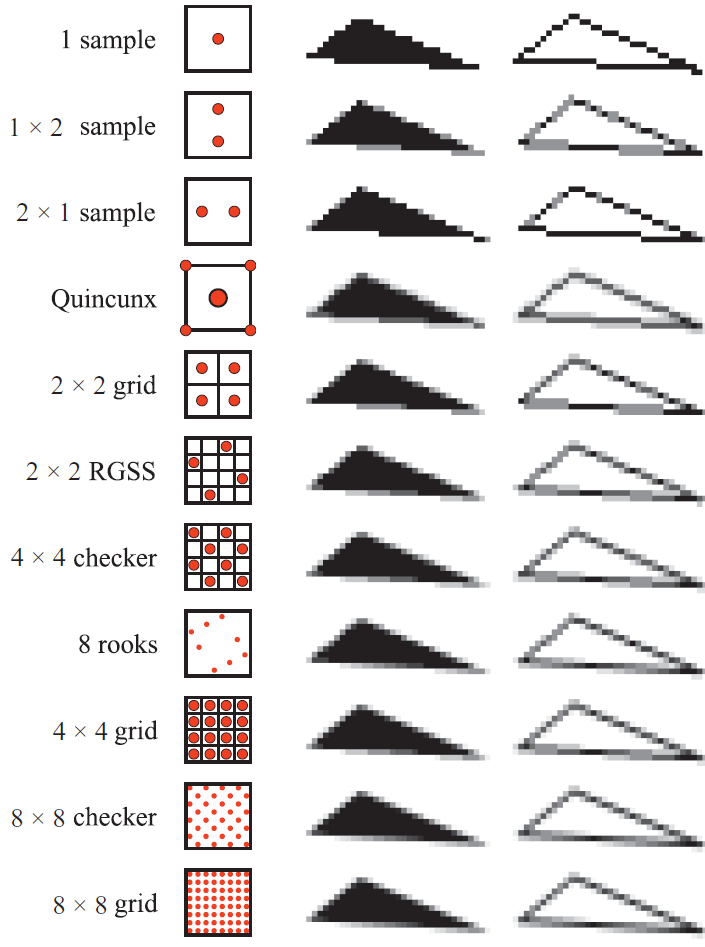 1 sample
1 × 2 sample
2 × 1 sample
Quincunx
2 × 2 grid
2 × 2 RGSS
4 × 4 checker
8 rooks
4 × 4 grid
8 × 8 checker
8 × 8 grid